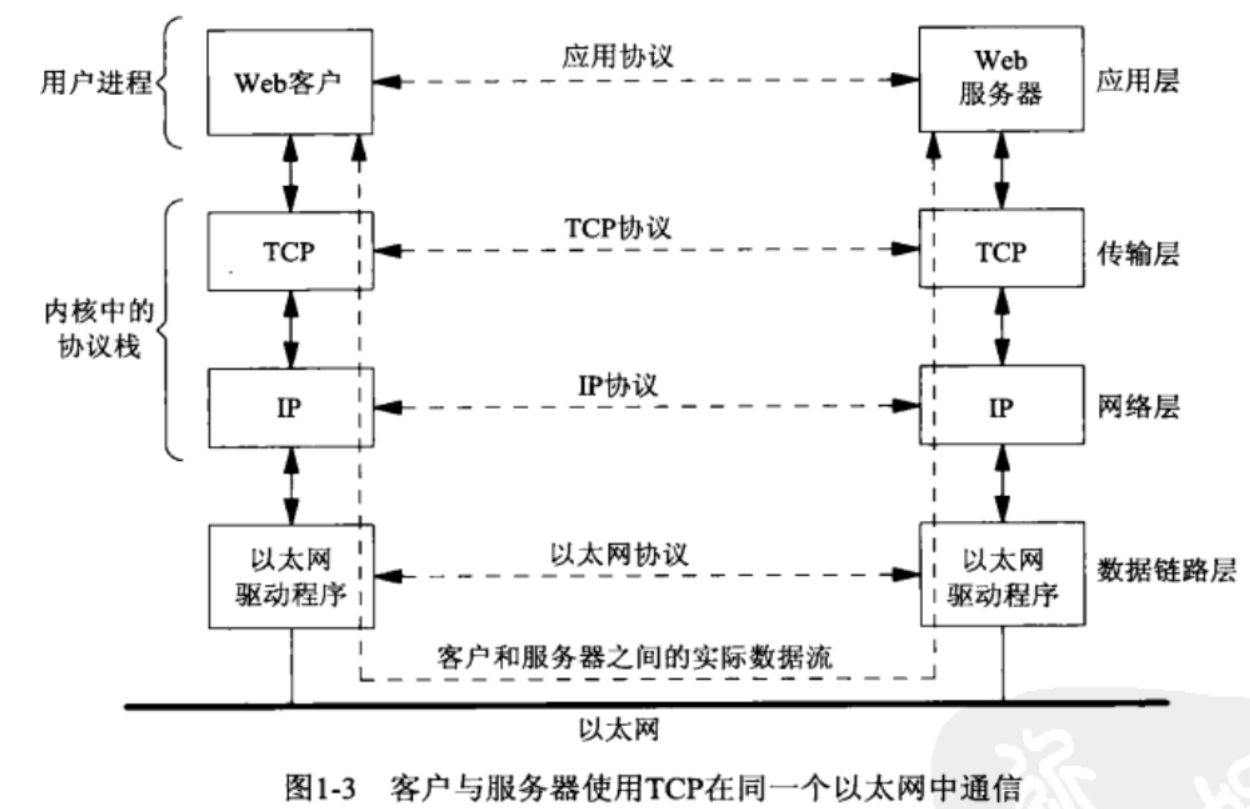 用户进程
Web客户
应用协议
Web
服务器
应用层
TCP
TCP协议
TCP
传输层
内核中的
协议栈
IP
IP协议
IP
网络层
以太网
驱动程序
以太网协议
以太网
驱动程序
数据链路层
客户和服务器之间的实际数据流
以太网
图1-3 客户与服务器使用TCP在同一个以太网中通信